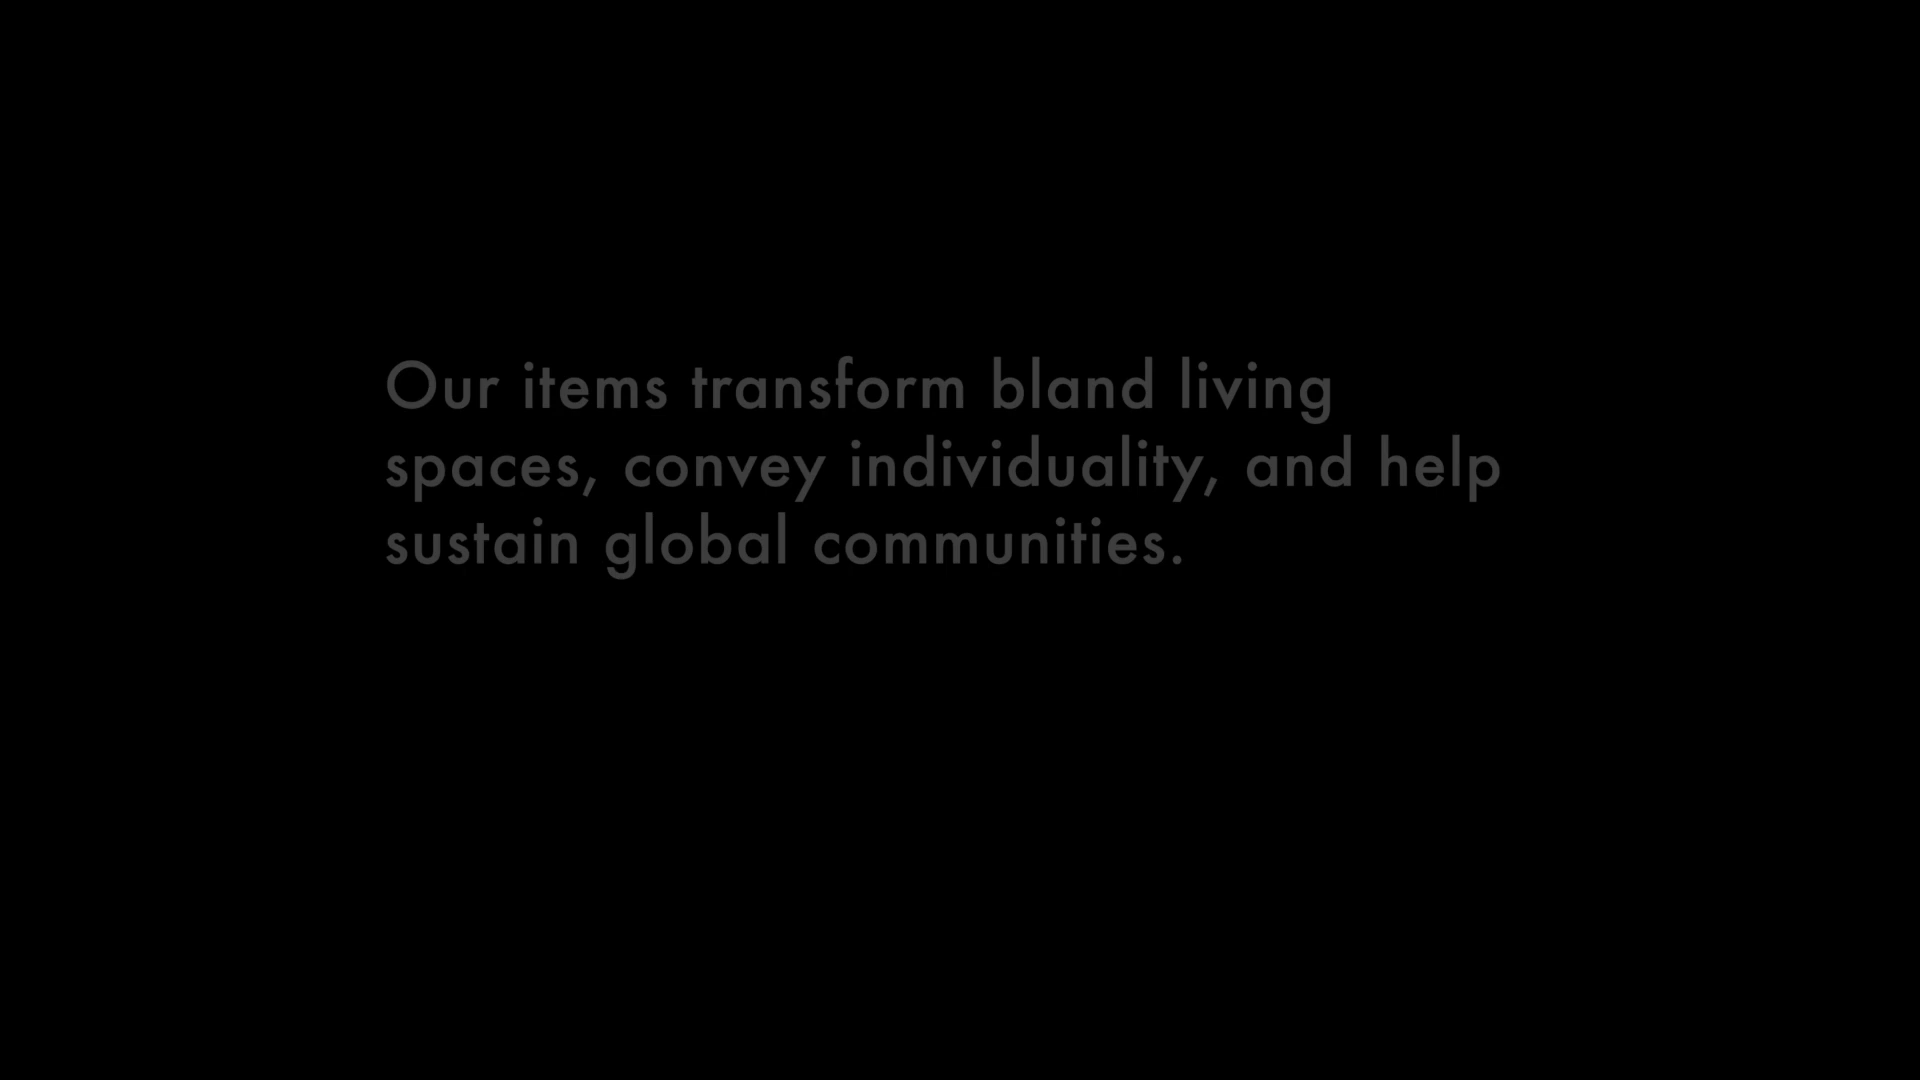 Our items transform bland living
spaces, convey individuality, and help
sustain global communities.